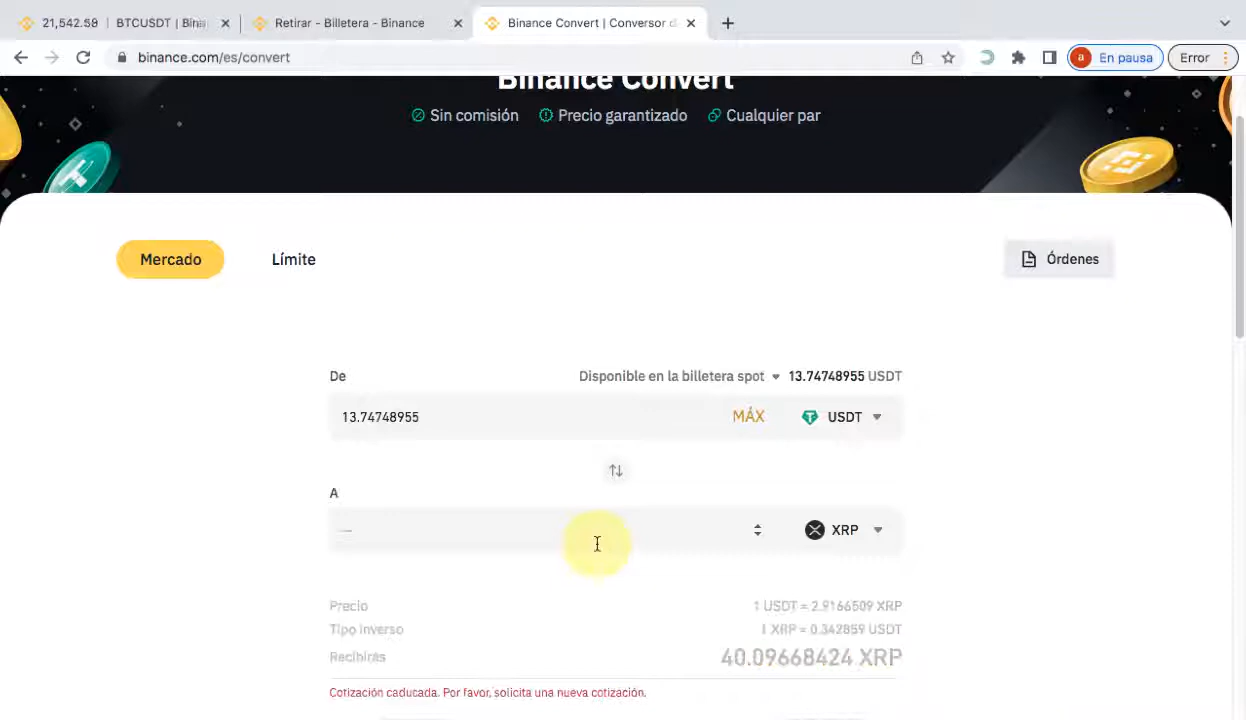 21,542.58 | BTCUSDT | Bina
Retirar - Billetera - Binance
Binance Convert | Conversor d
binance.com/es/convert
a En pausa
Error
Binance Convert
Sin comisión
Precio garantizado
Cualquier par
Mercado
Límite
Órdenes
De
Disponible en la billetera spot
13.74748955 USDT
13.74748955
MÁX
USDT
A
XRP
Precio
1 USDT = 2.9166509 XRP
Tipo inverso
1 XRP = 0.342859 USDT
Recibirás
40.09668424 XRP
Cotización caducada. Por favor, solicita una nueva cotización.